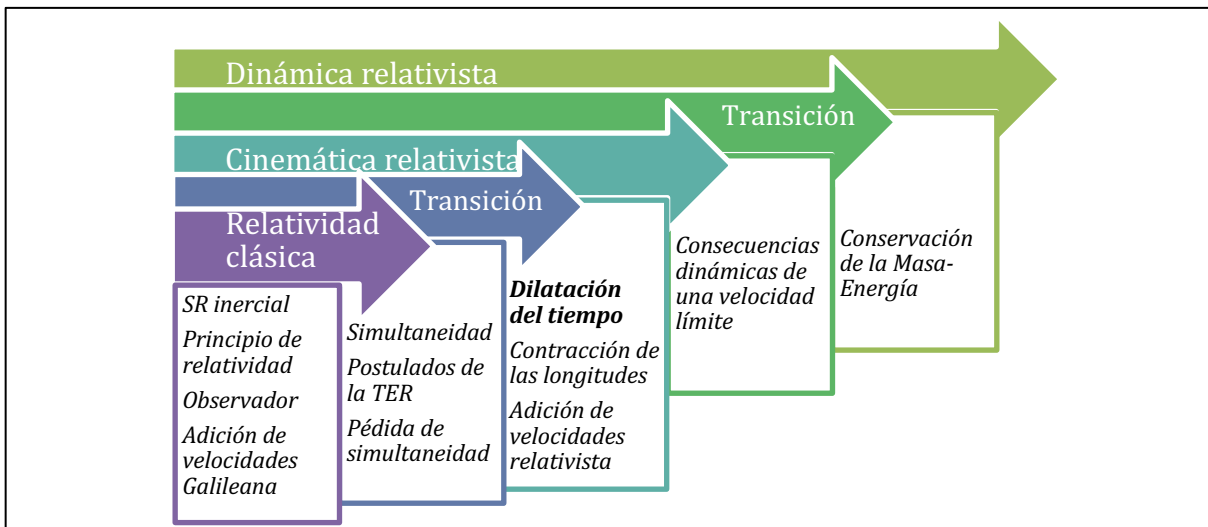 Dinámica relativista
Transición
Cinemática relativista
Transición
Relatividad
clásica
SR inercial
Principio de
relatividad
Observador
Adición de
velocidades
Galileana
Simultaneidad
Postulados de
la TER
Pédida de
simultaneidad
Dilatación
del tiempo
Contracción de
las longitudes
Adición de
velocidades
relativista
Consecuencias
dinámicas de
una velocidad
límite
Conservación
de la Masa-
Energía